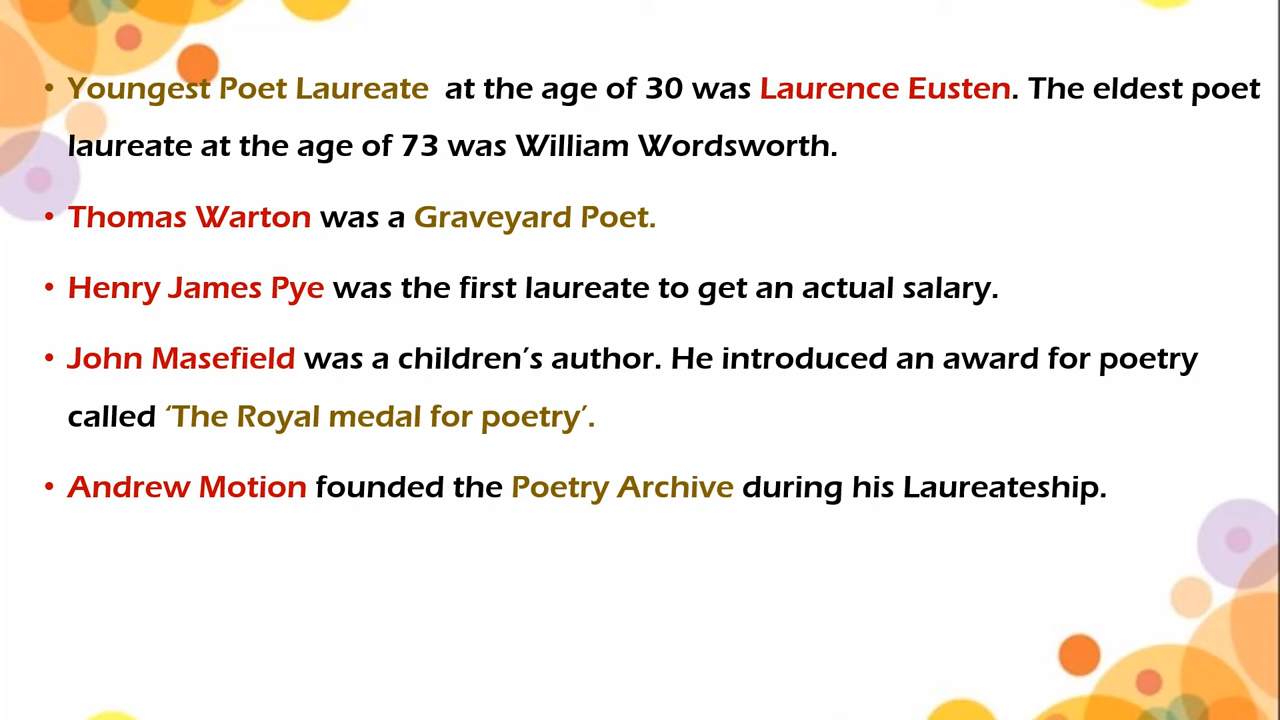 • Youngest Poet Laureate at the age of 30 was Laurence Eusten. The eldest poet
laureate at the age of 73 was William Wordsworth.
• Thomas Warton was a Graveyard Poet.
• Henry James Pye was the first laureate to get an actual salary.
• John Masefield was a children's author. He introduced an award for poetry
called ‘The Royal medal for poetry’.
• Andrew Motion founded the Poetry Archive during his Laureateship.